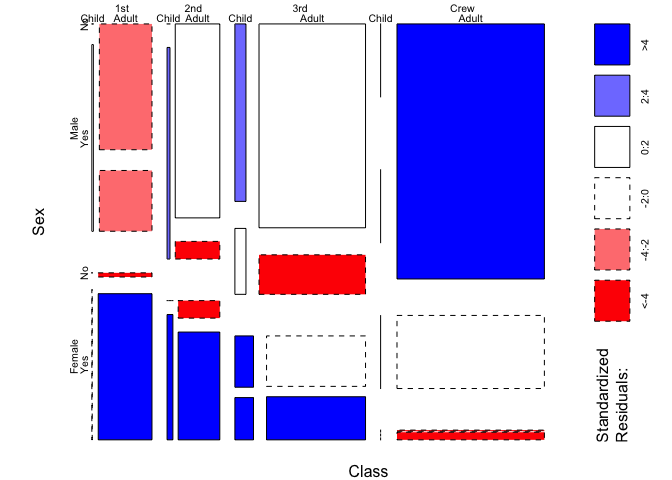 1st 2nd 3rd Crew
Child Adult Child Adult Child Adult Child Adult
No
Male
Yes
No
Female
Yes
Sex
Class
Standardized
Residuals:
<-4
-4:-2
-2:0
0:2
2:4
>4